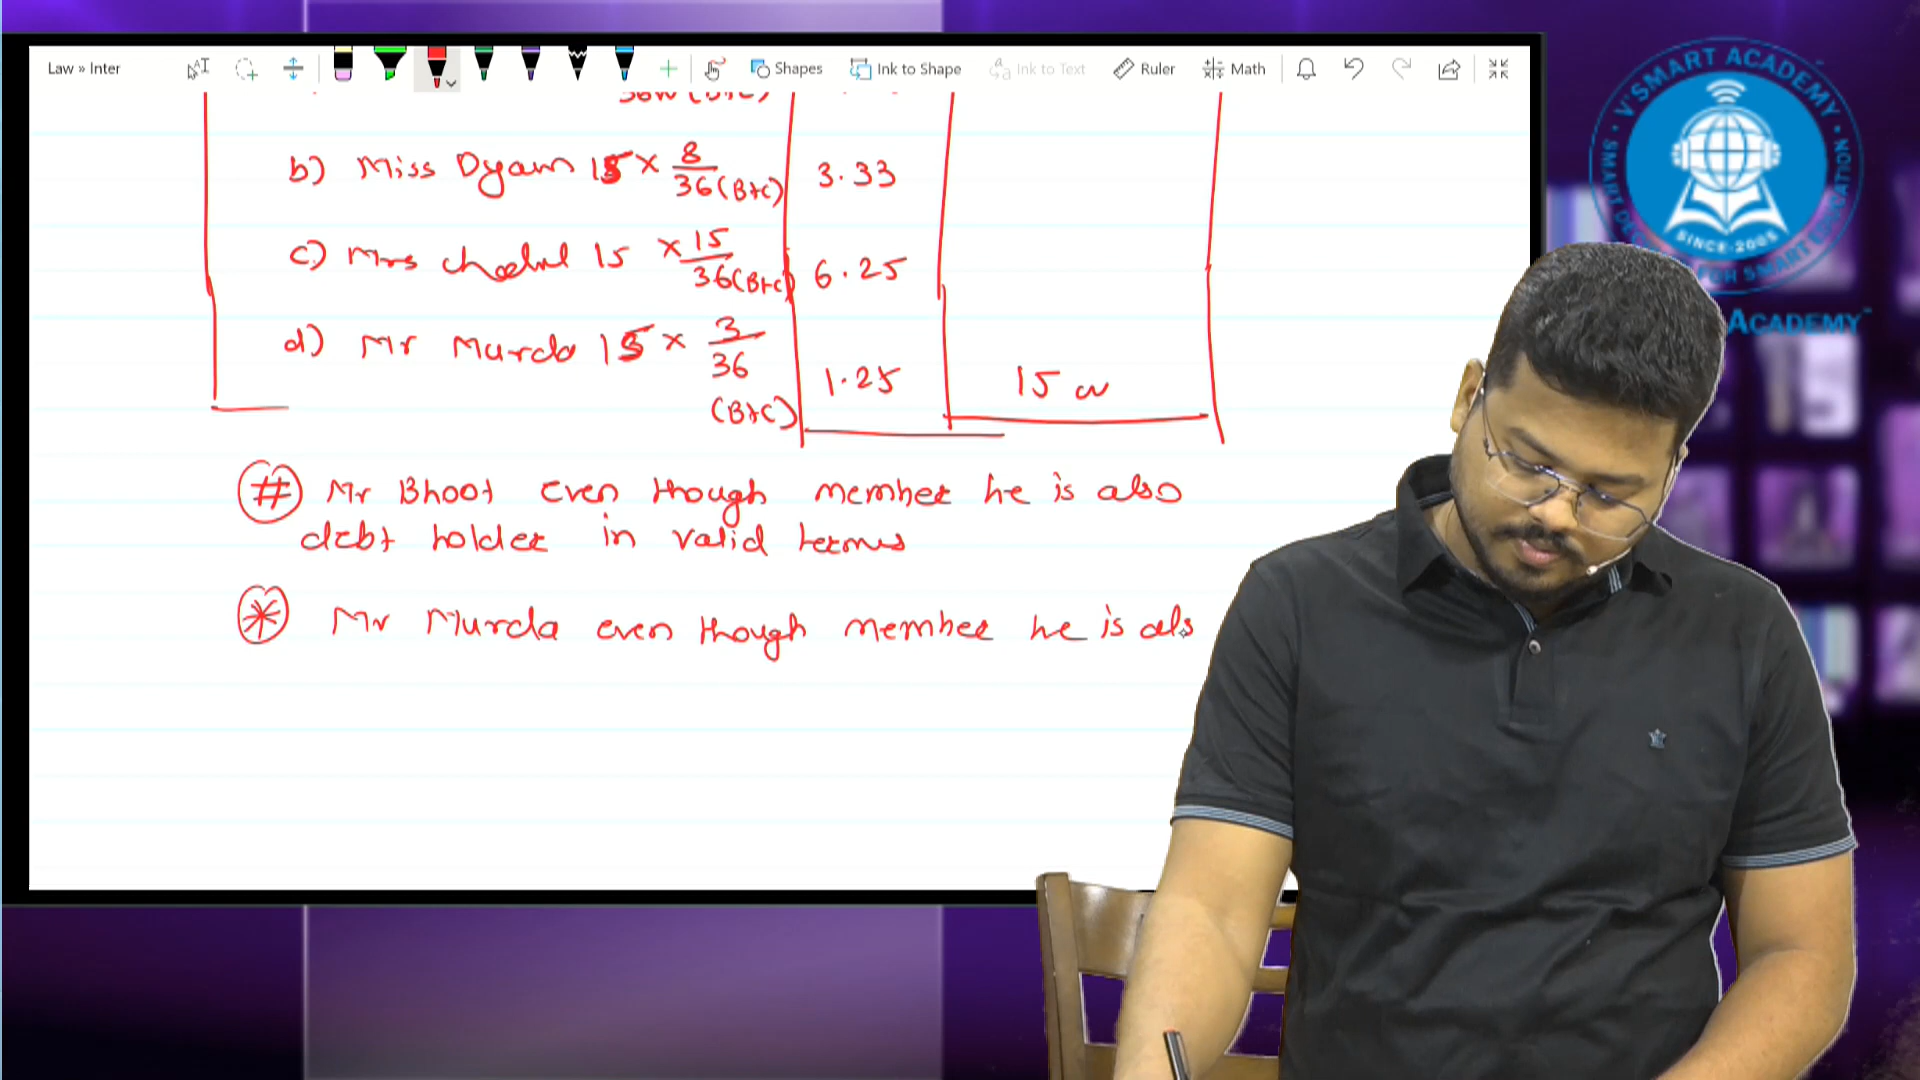 Law » Inter
Shapes Ink to Shape Ink to Text Ruler Math
b) Miss Dyaan 15 × 8/36 (B+C) 3.33
c) Mrs 15 × 15/36 (B+C) 6.25
d) Mr Murda 15 × 3/36 (B+C) 1.25 15
# Mr Bhoot even though member he is also
debt holder in valid terms
* Mr Murda even though member he is als
V'SMART ACADEMY
SINCE-2005
ACADEMY